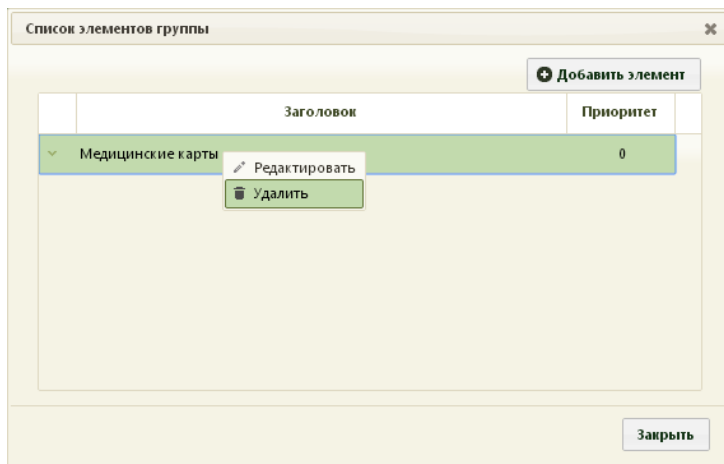 Список элементов группы
Добавить элемент
Заголовок Приоритет
Медицинские карты 0
Редактировать
Удалить
Закрыть